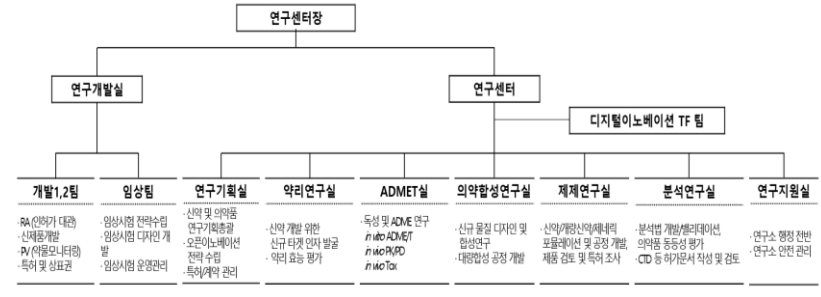 연구센터장
연구개발실
연구센터
디지털이노베이션 TF 팀
개발1,2팀
임상팀
연구기획실
약리연구실
ADMET실
의약합성연구실
제제연구실
분석연구실
연구지원실
· RA (인허가 대관)
· 신제품개발
· PV (약물모니터링)
· 특허 및 상표권
· 임상시험 전략수립
· 임상시험 디자인 개
발
· 임상시험 운영관리
· 신약 및 의약품
연구기획총괄
· 오픈이노베이션
전략 수립
· 특허/계약 관리
· 신약 개발 위한
신규 타겟 인자 발굴
· 약리 효능 평가
· 독성 및 ADME 연구
in vitro ADME/T
in vivo PK/PD
in vivo Tox
· 신규 물질 디자인 및
합성연구
· 대량합성 공정 개발
· 신약/개량신약/제네릭
포뮬레이션 및 공정 개발,
제품 검토 및 특허 조사
· 분석법 개발/밸리데이션,
의약품 동등성 평가
· CTD 등 허가문서 작성 및 검토
· 연구소 행정 전반
· 연구소 안전 관리